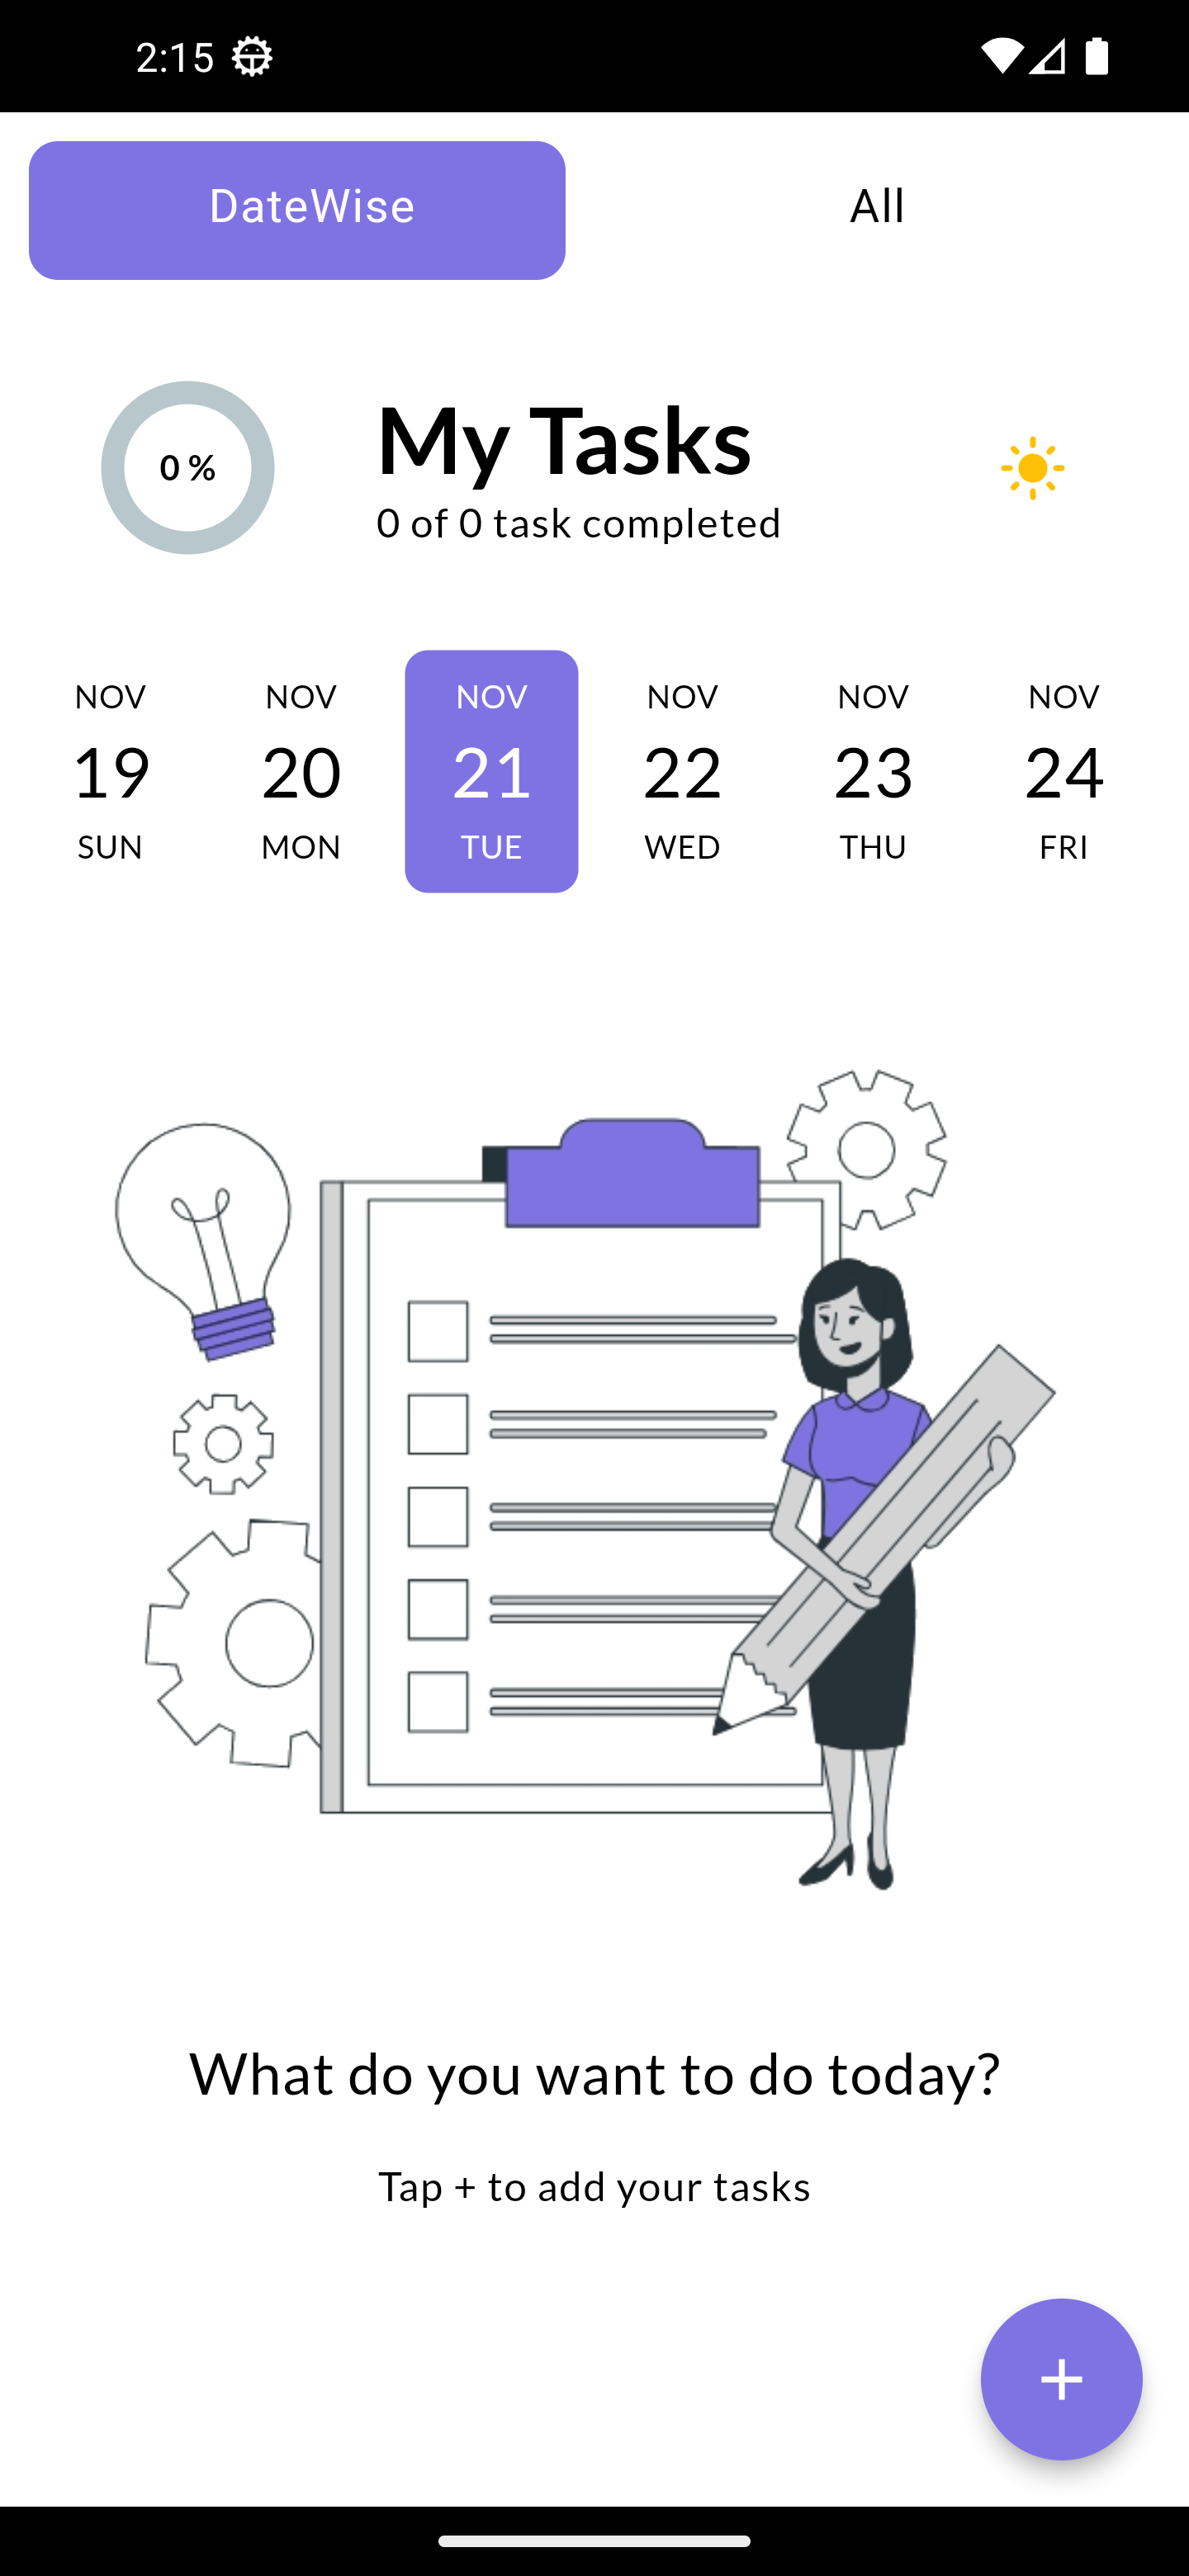 2:15
DateWise
All
0 %
My Tasks
0 of 0 task completed
NOV NOV NOV NOV NOV NOV
19 20 21 22 23 24
SUN MON TUE WED THU FRI
What do you want to do today?
Tap + to add your tasks
+